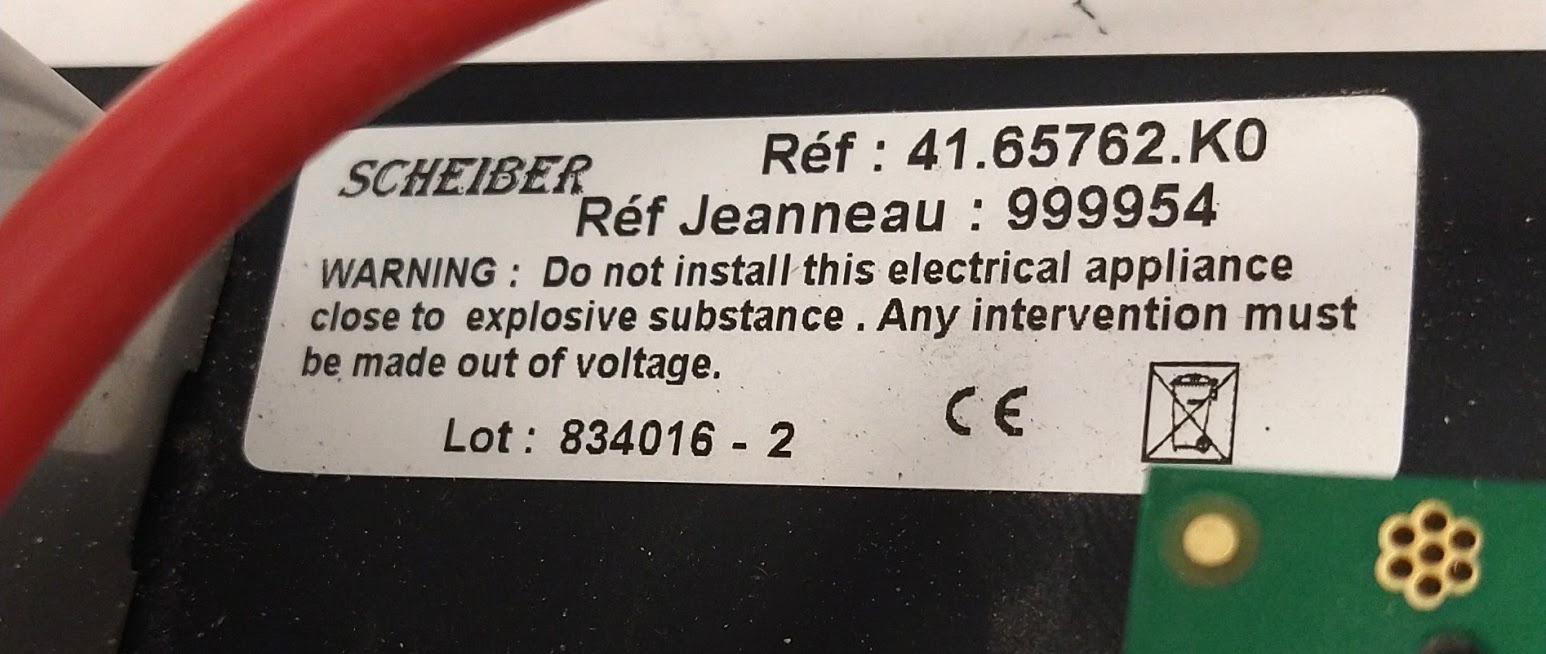 SCHEIBER Réf : 41.65762.K0
Réf Jeanneau : 999954
WARNING : Do not install this electrical appliance
close to explosive substance . Any intervention must
be made out of voltage.
Lot : 834016 - 2 CE